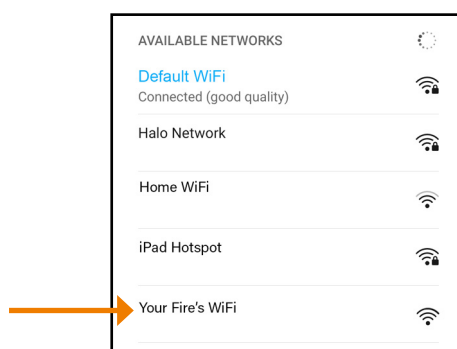 AVAILABLE NETWORKS
Default WiFi
Connected (good quality)
Halo Network
Home WiFi
iPad Hotspot
Your Fire's WiFi